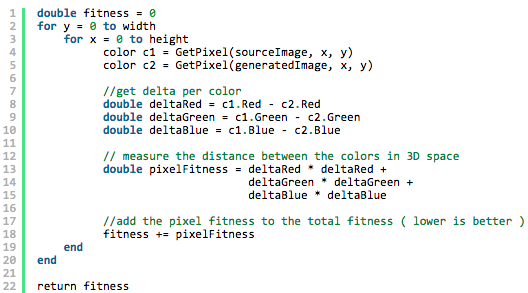 1 double fitness = 0
2 for y = 0 to width
3 for x = 0 to height
4 color c1 = GetPixel(sourceImage, x, y)
5 color c2 = GetPixel(generatedImage, x, y)
6
7 //get delta per color
8 double deltaRed = c1.Red - c2.Red
9 double deltaGreen = c1.Green - c2.Green
10 double deltaBlue = c1.Blue - c2.Blue
11
12 // measure the distance between the colors in 3D space
13 double pixelFitness = deltaRed * deltaRed +
14 deltaGreen * deltaGreen +
15 deltaBlue * deltaBlue
16
17 //add the pixel fitness to the total fitness ( lower is better )
18 fitness += pixelFitness
19 end
20 end
21
22 return fitness